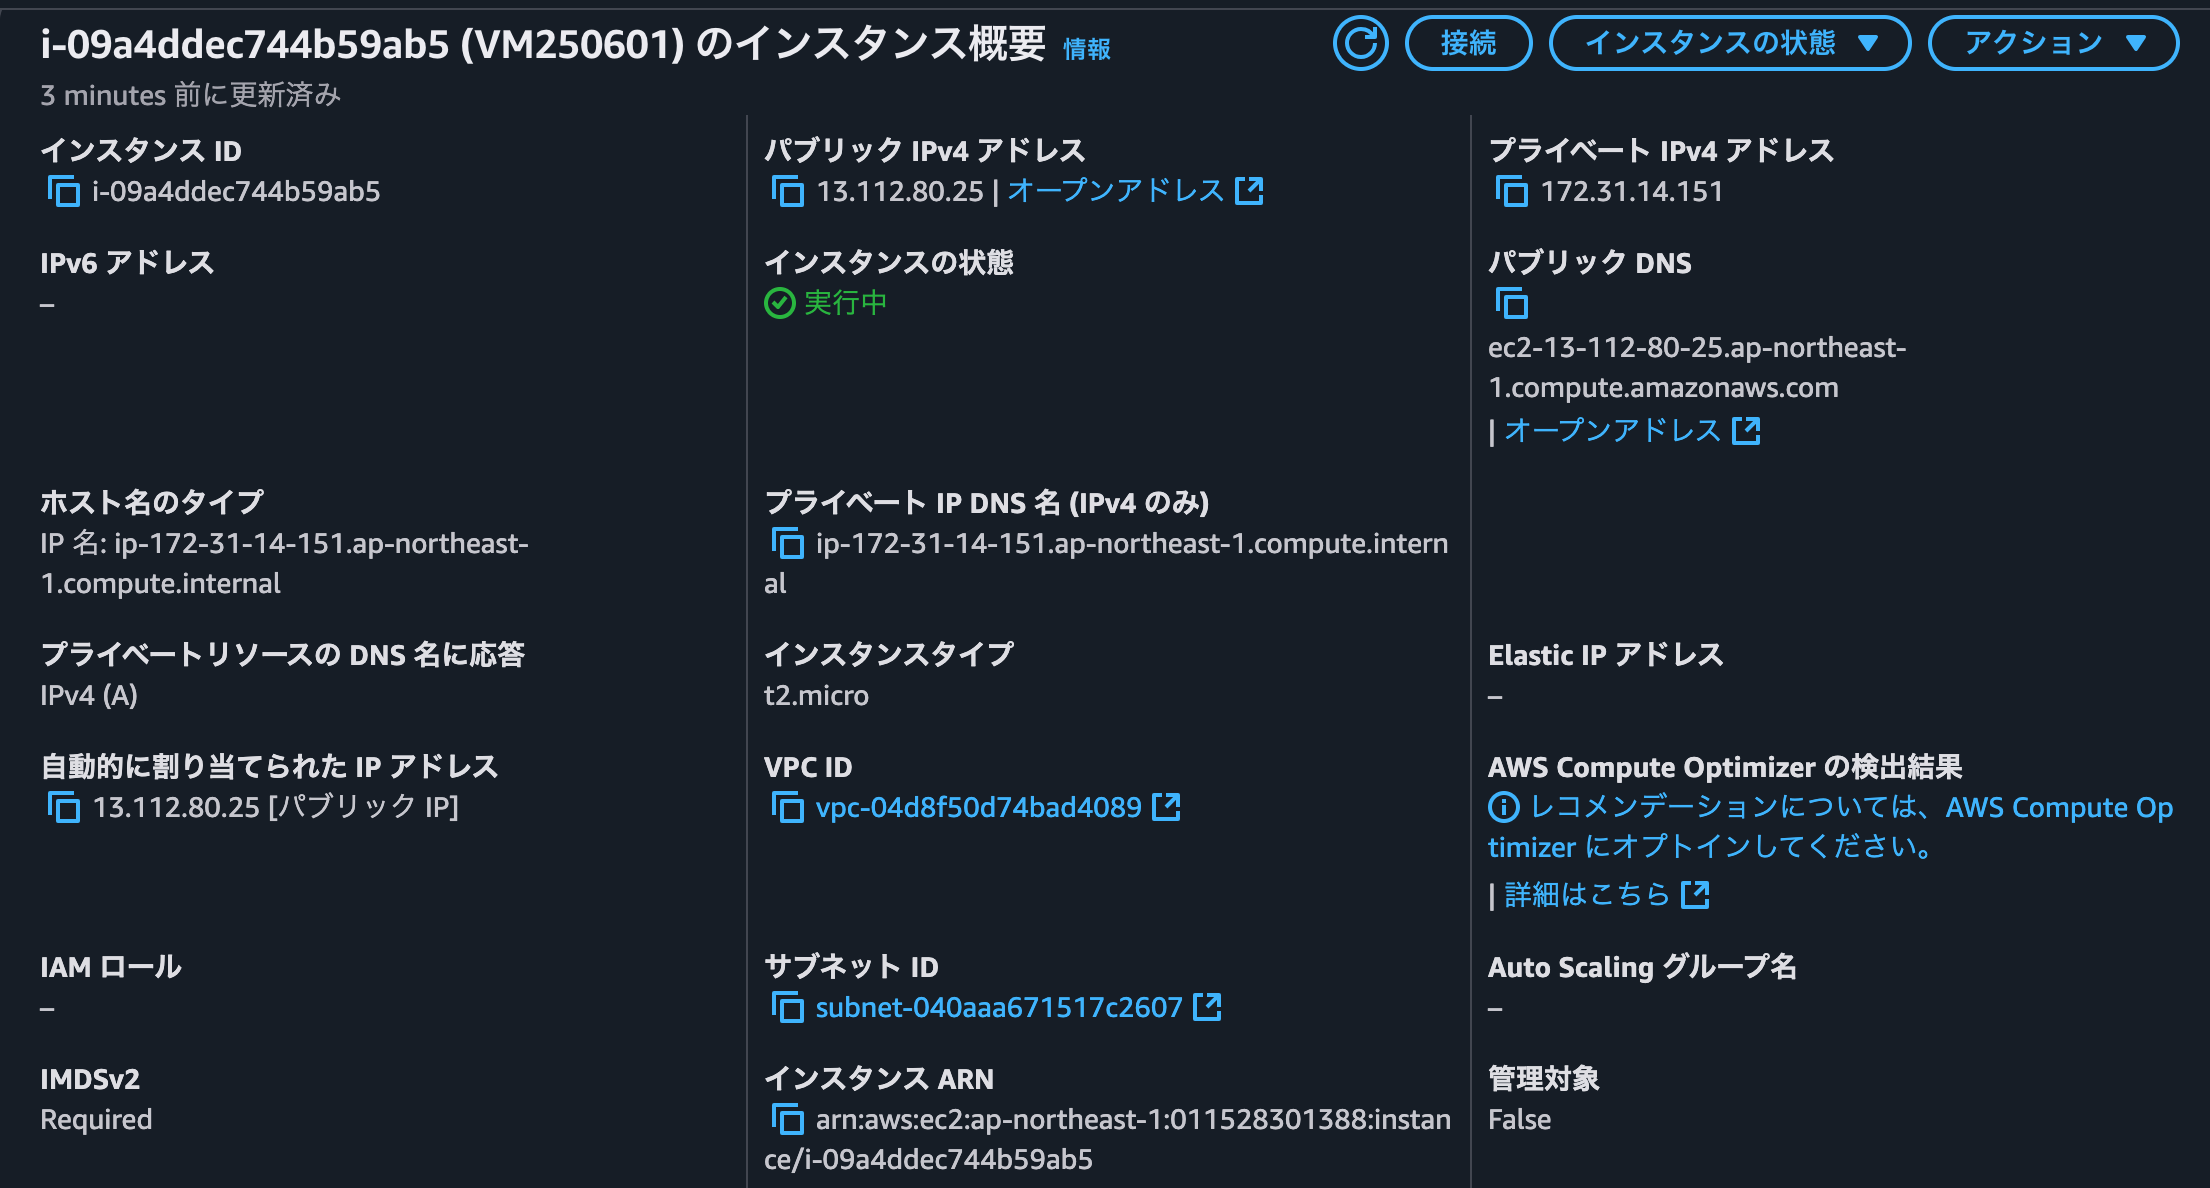 i-09a4ddec744b59ab5 (VM250601) のインスタンス概要 情報
3 minutes 前に更新済み
接続
インスタンスの状態
アクション
インスタンス ID
i-09a4ddec744b59ab5
パブリック IPv4 アドレス
13.112.80.25 | オープンアドレス
プライベート IPv4 アドレス
172.31.14.151
IPv6 アドレス
–
インスタンスの状態
実行中
パブリック DNS
ec2-13-112-80-25.ap-northeast-
1.compute.amazonaws.com
| オープンアドレス
ホスト名のタイプ
IP 名: ip-172-31-14-151.ap-northeast-
1.compute.internal
プライベート IP DNS 名 (IPv4 のみ)
ip-172-31-14-151.ap-northeast-1.compute.intern
al
プライベートリソースの DNS 名に応答
IPv4 (A)
インスタンスタイプ
t2.micro
Elastic IP アドレス
–
自動的に割り当てられた IP アドレス
13.112.80.25 [パブリック IP]
VPC ID
vpc-04d8f50d74bad4089
AWS Compute Optimizer の検出結果
レコメンデーションについては、AWS Compute Op
timizer にオプトインしてください。
| 詳細はこちら
IAM ロール
–
サブネット ID
subnet-040aaa671517c2607
Auto Scaling グループ名
–
IMDSv2
Required
インスタンス ARN
arn:aws:ec2:ap-northeast-1:011528301388:instan
ce/i-09a4ddec744b59ab5
管理対象
False